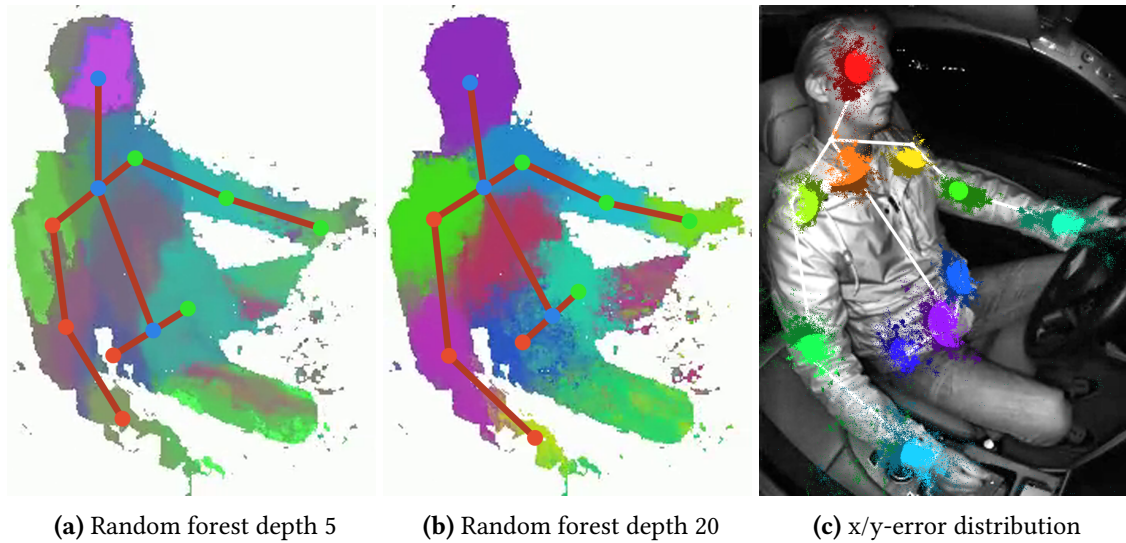 (a) Random forest depth 5
(b) Random forest depth 20
(c) x/y-error distribution